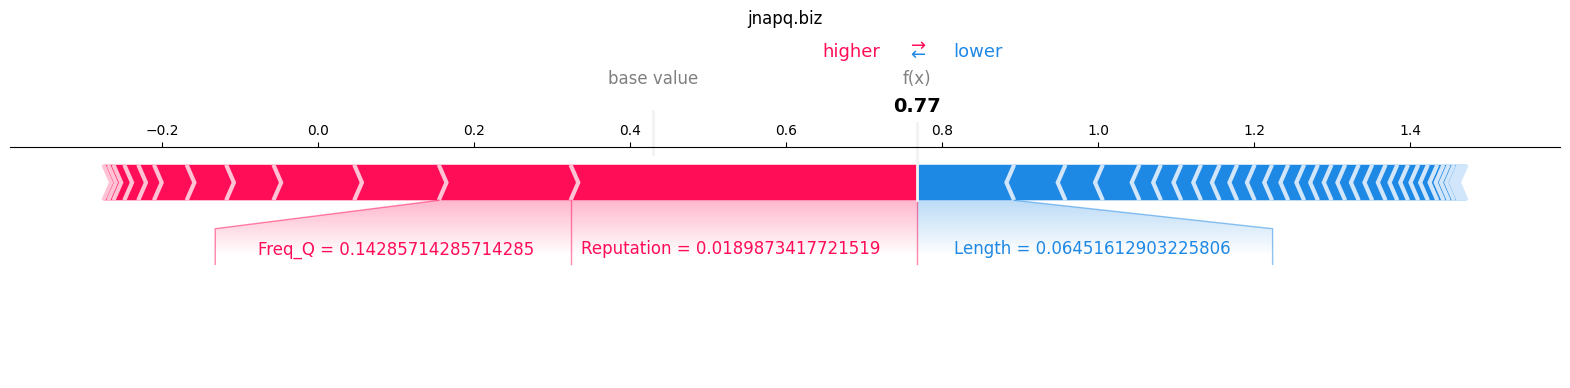 jnapq.biz
higher → ← lower
base value f(x)
0.77
−0.2 0.0 0.2 0.4 0.6 0.8 1.0 1.2 1.4
Freq_Q = 0.14285714285714285 Reputation = 0.0189873417721519 Length = 0.06451612903225806